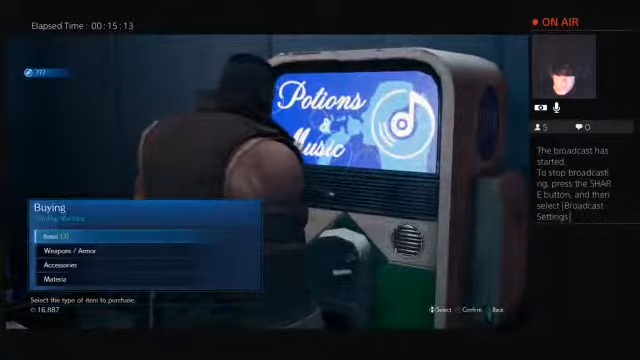 Elapsed Time : 00:15:13
ON AIR
???
Potions
&
Music
5
0
The broadcast has
started.
To stop broadcasti
ng, press the SHAR
E button, and then
select [Broadcast
Settings]
Buying
Vending Machine
Items
Weapons / Armor
Accessories
Materia
Select the type of item to purchase.
16,887
Select
Confirm
Back